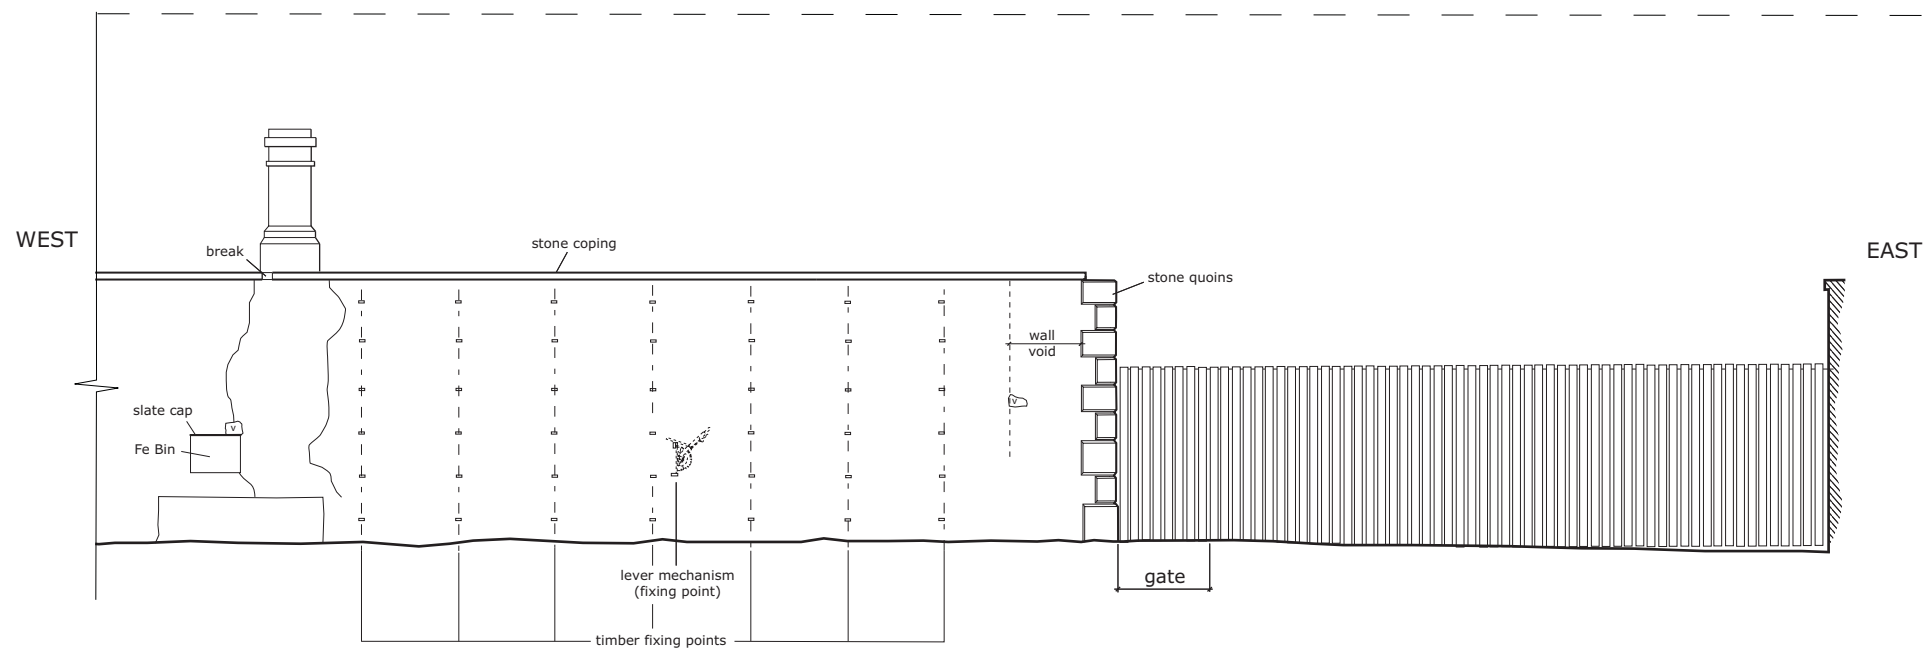 WEST
EAST
break
stone coping
stone quoins
wall
void
v
slate cap
v
Fe Bin
lever mechanism
(fixing point)
gate
timber fixing points